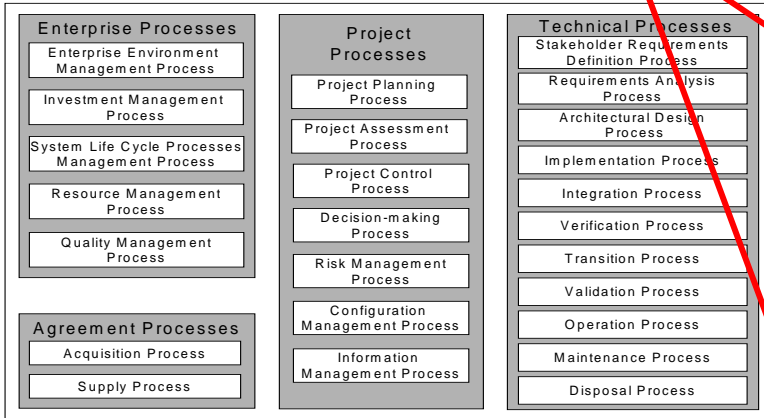 Enterprise Processes
Enterprise Environment
Management Process
Investment Management
Process
System Life Cycle Processes
Management Process
Resource Management
Process
Quality Management
Process
Agreement Processes
Acquisition Process
Supply Process
Project
Processes
Project Planning
Process
Project Assessment
Process
Project Control
Process
Decision-making
Process
Risk Management
Process
Configuration
Management Process
Information
Management Process
Technical Processes
Stakeholder Requirements
Definition Process
Requirements Analysis
Process
Architectural Design
Process
Implementation Process
Integration Process
Verification Process
Transition Process
Validation Process
Operation Process
Maintenance Process
Disposal Process